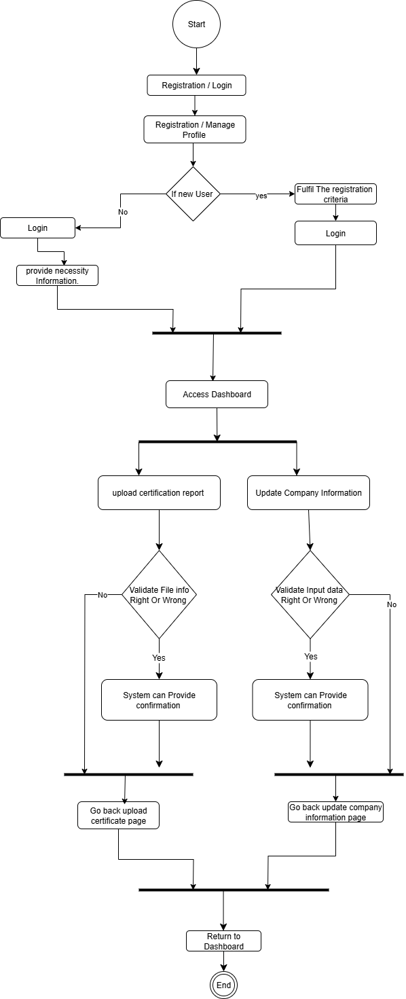 Start
Registration / Login
Registration / Manage
Profile
If new User
yes
Fulfil The registration
criteria
No
Login
Login
provide necessity
Information.
Access Dashboard
upload certification report
Update Company Information
Validate File info
Right Or Wrong
Validate Input data
Right Or Wrong
No
No
Yes
Yes
System can Provide
confirmation
System can Provide
confirmation
Go back upload
certificate page
Go back update company
information page
Return to
Dashboard
End